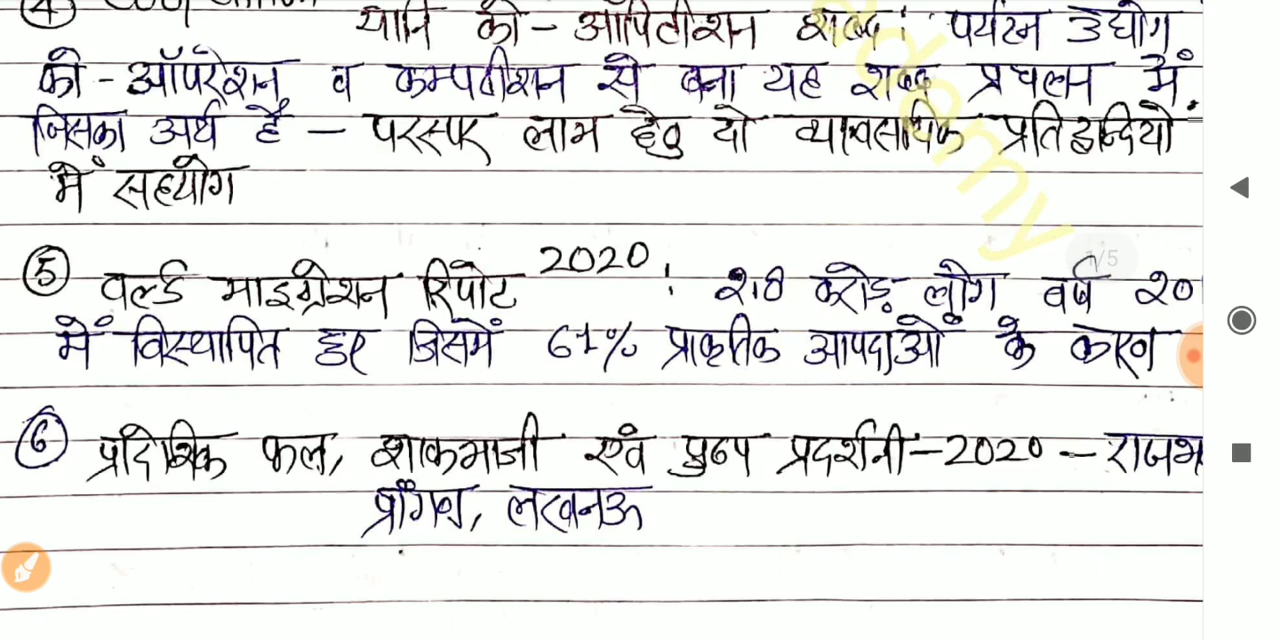 ④
यानि को - ऑपिटीशन शब्द : पर्यटन उद्योग
को - ऑपरेशन व कम्पटीशन से बना यह शब्द प्रचलन में
जिसका अर्थ है - परस्पर लाभ हेतु दो व्यावसायिक प्रतिद्वन्दियो
में सहयोग
⑤ वर्ल्ड माइग्रेशन रिपोट 2020 : 2.8 करोड़ लोग वर्ष 20
में विस्थापित हुए जिसमें 61% प्राकृतिक आपदाओं के कारण
⑥ प्रादेशिक फल, शाकभाजी एवं पुष्प प्रदर्शनी - 2020 - राजभ
प्रांगण, लखनऊ
1/5